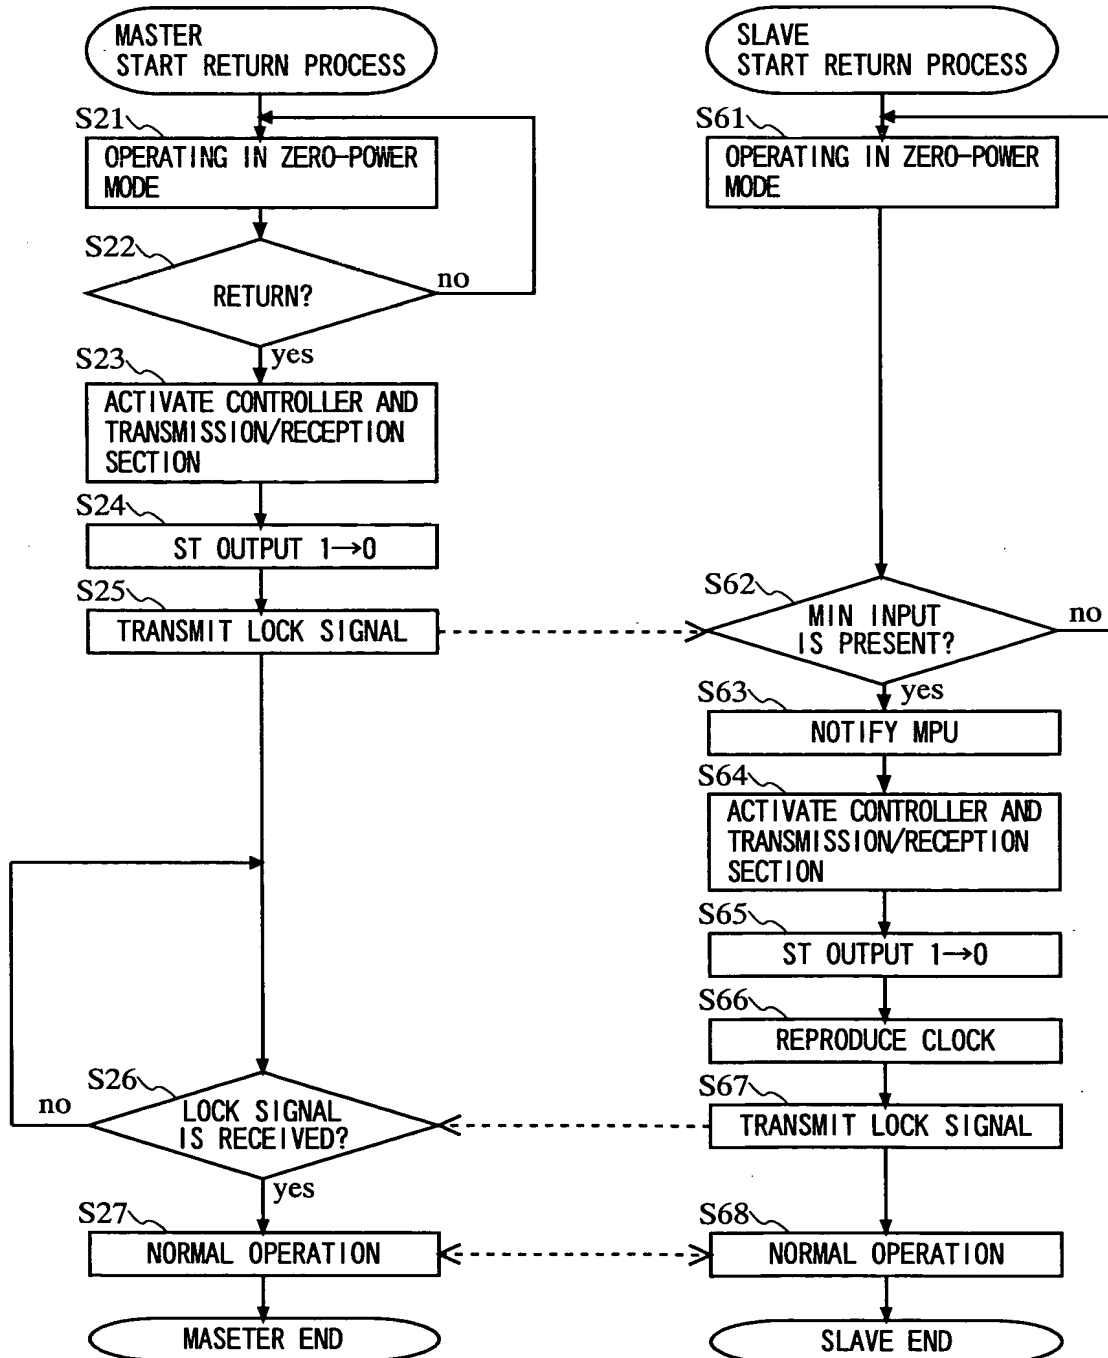 MASTER
START RETURN PROCESS
S21
OPERATING IN ZERO-POWER
MODE
S22
RETURN?
no
yes
S23
ACTIVATE CONTROLLER AND
TRANSMISSION/RECEPTION
SECTION
S24
ST OUTPUT 1→0
S25
TRANSMIT LOCK SIGNAL
S26
no
LOCK SIGNAL
IS RECEIVED?
yes
S27
NORMAL OPERATION
MASETER END
SLAVE
START RETURN PROCESS
S61
OPERATING IN ZERO-POWER
MODE
S62
MIN INPUT
IS PRESENT?
no
yes
S63
NOTIFY MPU
S64
ACTIVATE CONTROLLER AND
TRANSMISSION/RECEPTION
SECTION
S65
ST OUTPUT 1→0
S66
REPRODUCE CLOCK
S67
TRANSMIT LOCK SIGNAL
S68
NORMAL OPERATION
SLAVE END